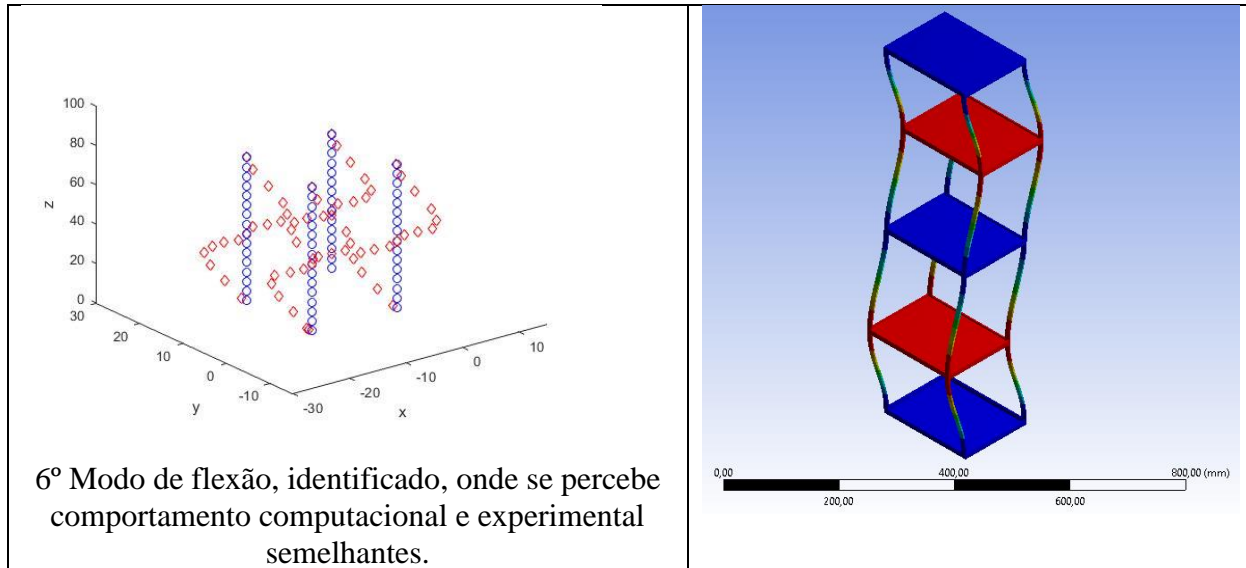 100
80
60
40
20
0
z
30
20
10
0
-10
y
-30
-20
-10
0
10
x
6º Modo de flexão, identificado, onde se percebe
comportamento computacional e experimental
semelhantes.
0,00 400,00 800,00 (mm)
200,00 600,00